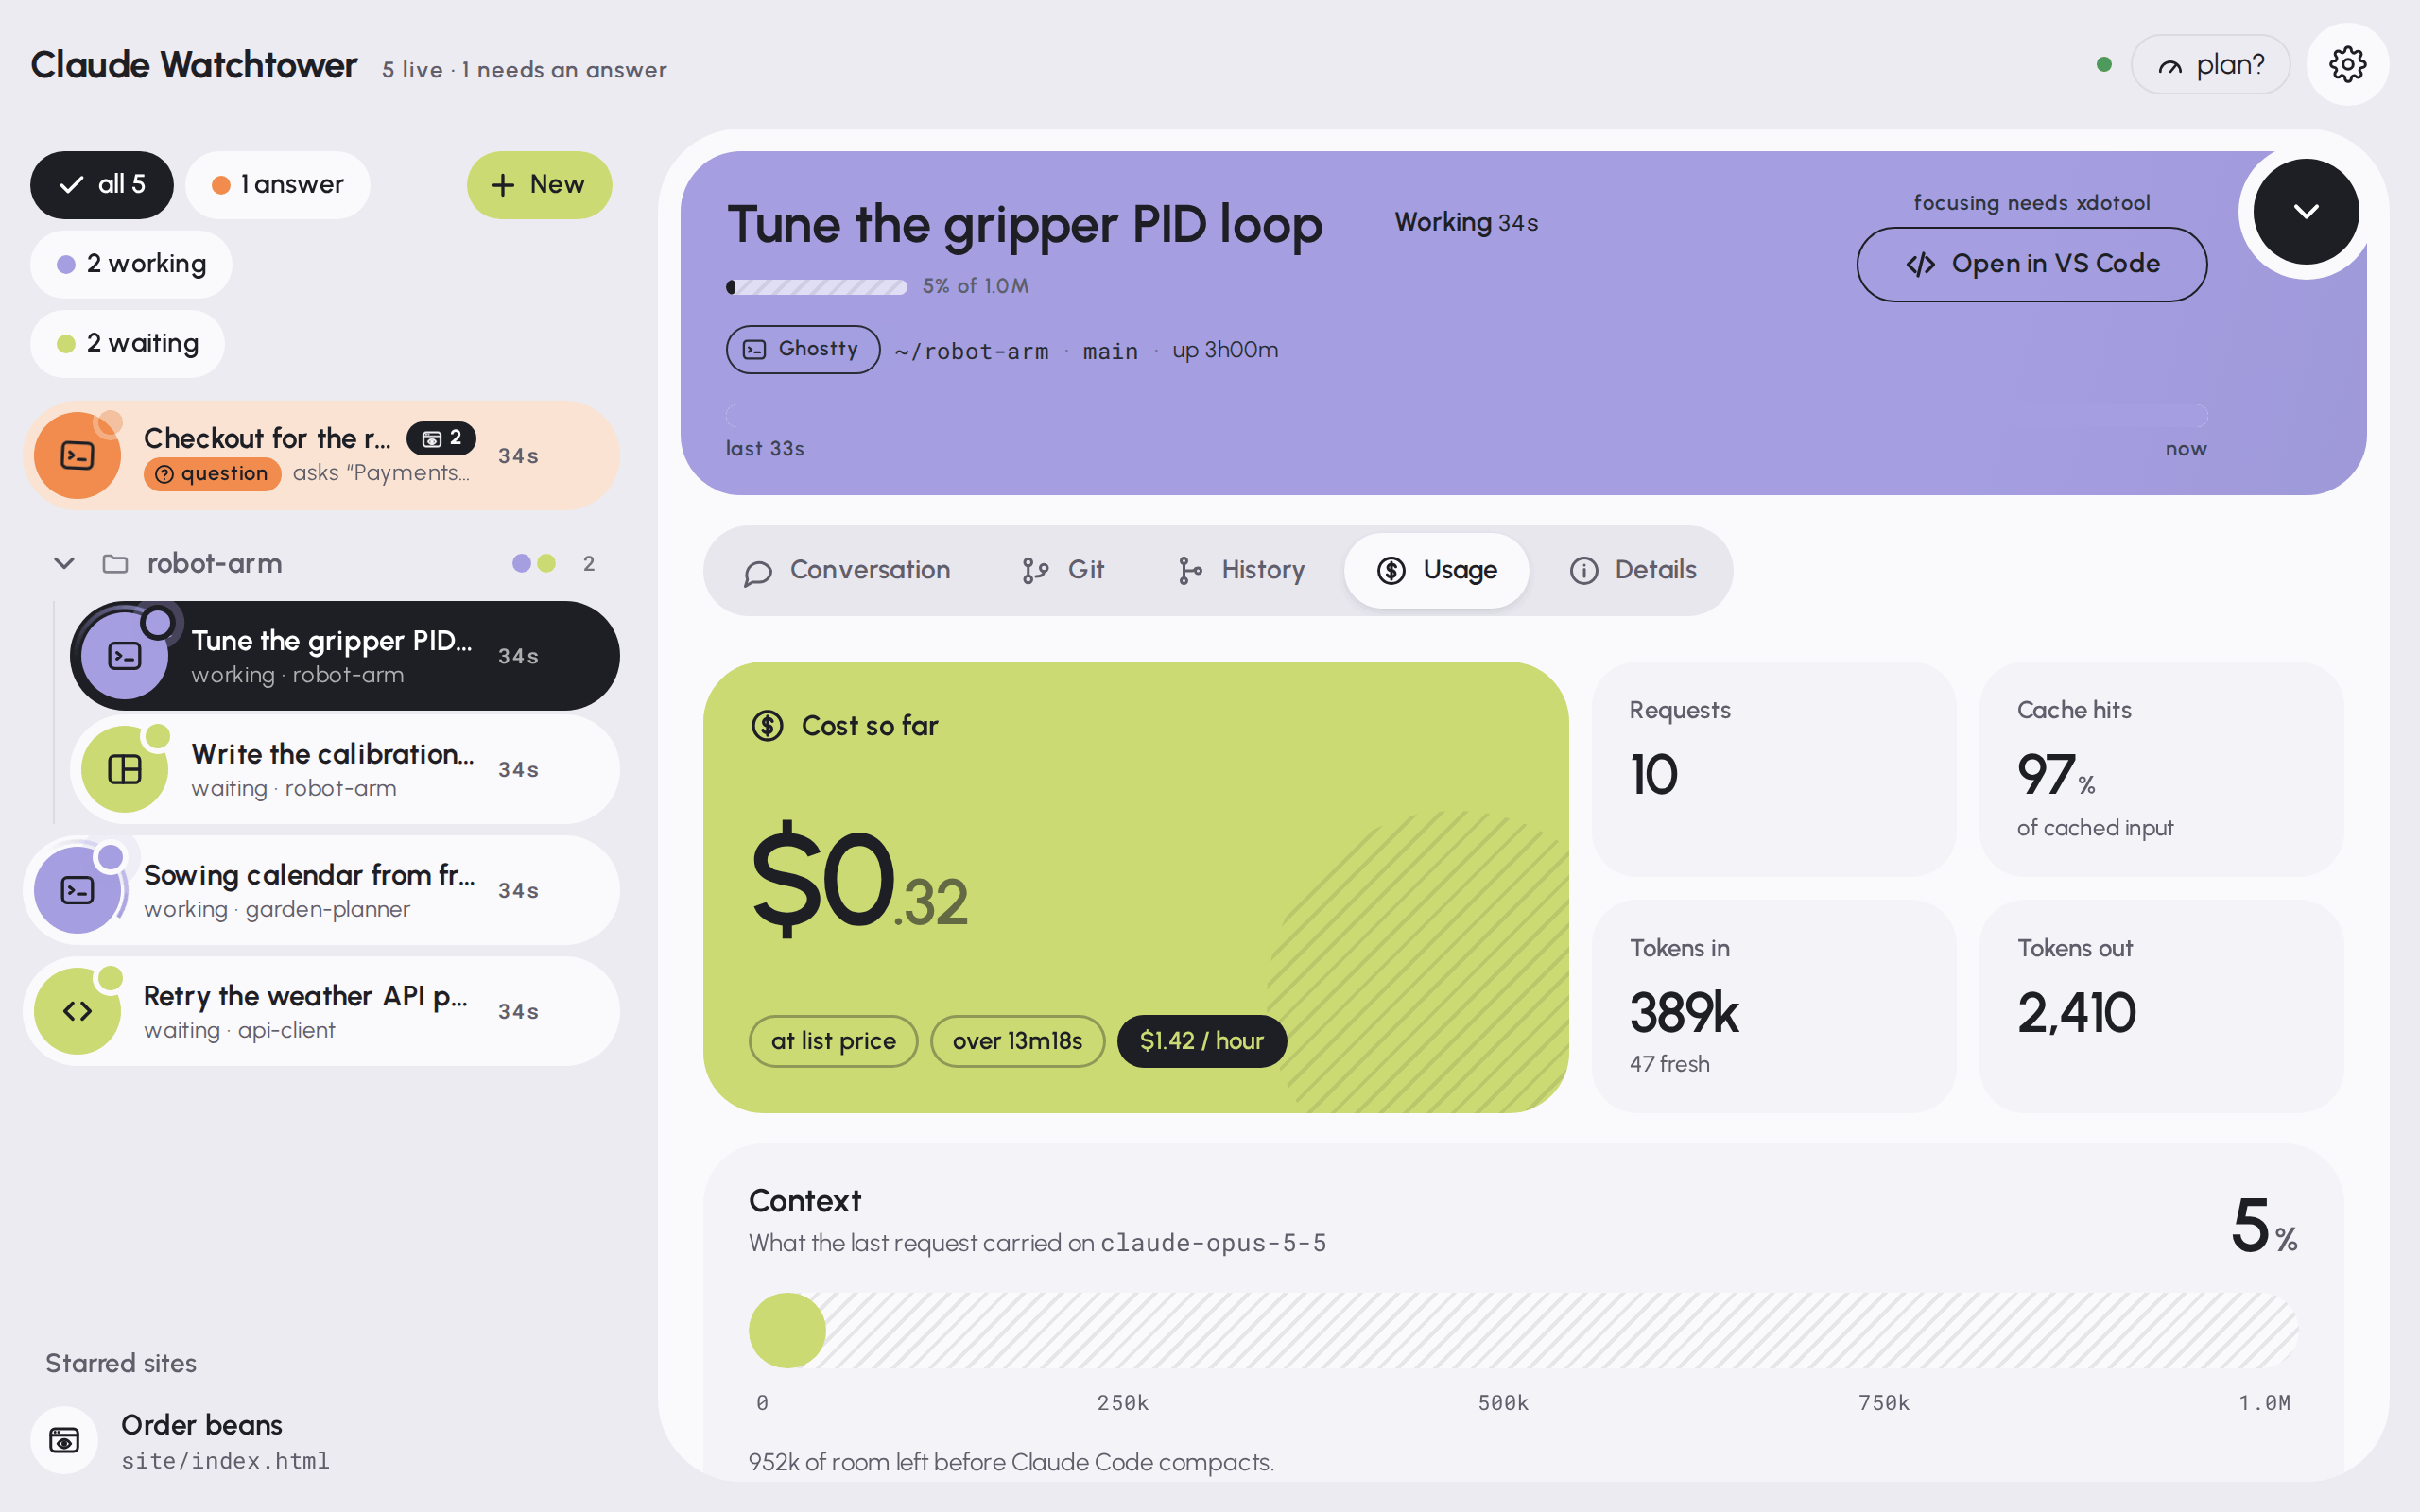 Claude Watchtower
5 live · 1 needs an answer
plan?
all 5
1 answer
New
2 working
2 waiting
Checkout for the r...
2
34s
question
asks “Payments...
robot-arm
2
Tune the gripper PID...
34s
working · robot-arm
Write the calibration...
34s
waiting · robot-arm
Sowing calendar from fr...
34s
working · garden-planner
Retry the weather API p...
34s
waiting · api-client
Starred sites
Order beans
site/index.html
Tune the gripper PID loop
Working 34s
focusing needs xdotool
Open in VS Code
5% of 1.0M
Ghostty
~/robot-arm · main · up 3h00m
last 33s
now
Conversation
Git
History
Usage
Details
Cost so far
$0.32
at list price
over 13m18s
$1.42 / hour
Requests
10
Cache hits
97%
of cached input
Tokens in
389k
47 fresh
Tokens out
2,410
Context
What the last request carried on claude-opus-5-5
5%
0
250k
500k
750k
1.0M
952k of room left before Claude Code compacts.